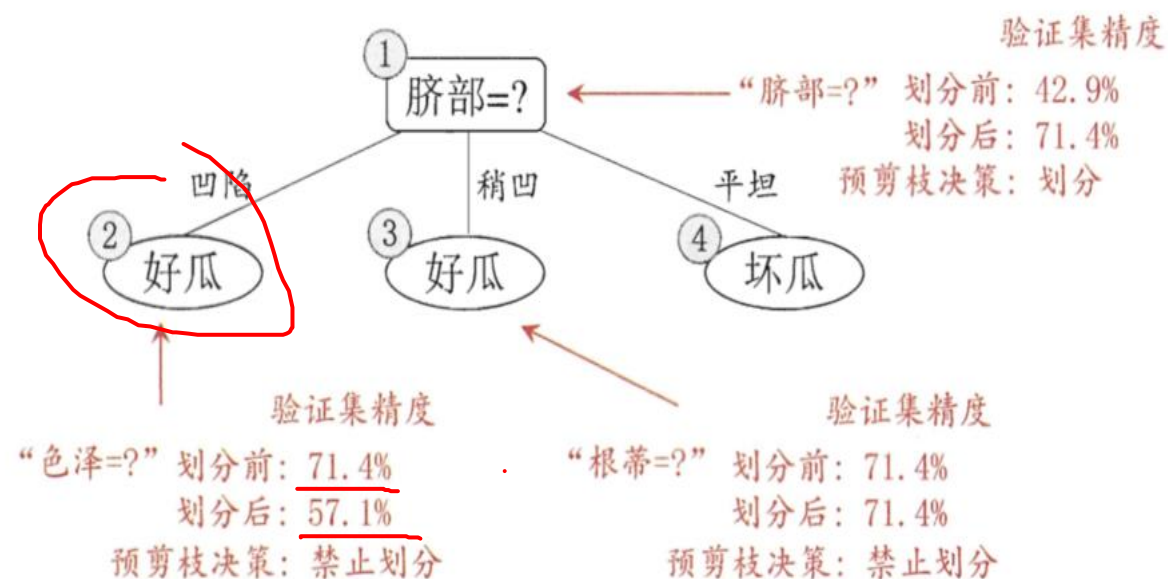 验证集精度
①
脐部=?
“脐部=?” 划分前: 42.9%
划分后: 71.4%
预剪枝决策: 划分
凹陷
稍凹
平坦
②
好瓜
③
好瓜
④
坏瓜
验证集精度
“色泽=?” 划分前: 71.4%
划分后: 57.1%
预剪枝决策: 禁止划分
验证集精度
“根蒂=?” 划分前: 71.4%
划分后: 71.4%
预剪枝决策: 禁止划分